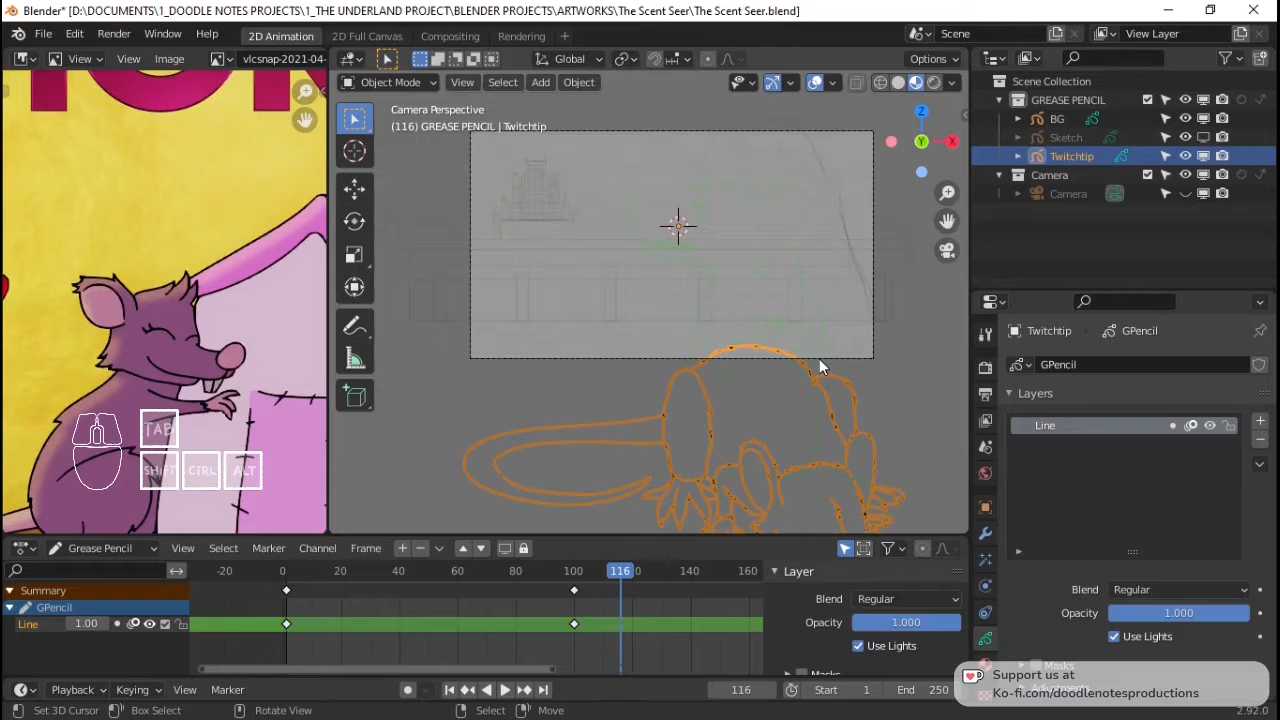 Blender* [D:\DOCUMENTS\1_DOODLE NOTES PROJECTS\1_THE UNDERLAND PROJECT\BLENDER PROJECTS\ARTWORKS\The Scent Seer\The Scent Seer.blend]
File Edit Render Window Help 2D Animation 2D Full Canvas Compositing Rendering Scene View Layer
View View Image vlcsnap-2021-04- Global Options
Object Mode View Select Add Object
Scene Collection
GREASE PENCIL
BG
Sketch
Twitchtip
Camera
Camera
Camera Perspective
(116) GREASE PENCIL | Twitchtip
Z
Y
X
TAB
SHIFT CTRL ALT
Twitchtip GPencil
GPencil
Layers
Line
Blend Regular
Opacity 1.000
Use Lights
Masks
Grease Pencil View Select Marker Channel Frame
-20 0 20 40 60 80 100 116 140 160
Summary
GPencil
Line 1.00
Layer
Blend Regular
Opacity 1.000
Use Lights
Masks
Support us at
Ko-fi.com/doodlenotesproductions
Playback Keying View Marker 116 Start 1 End 250
Set 3D Cursor Box Select Rotate View Select Move 2.92.0